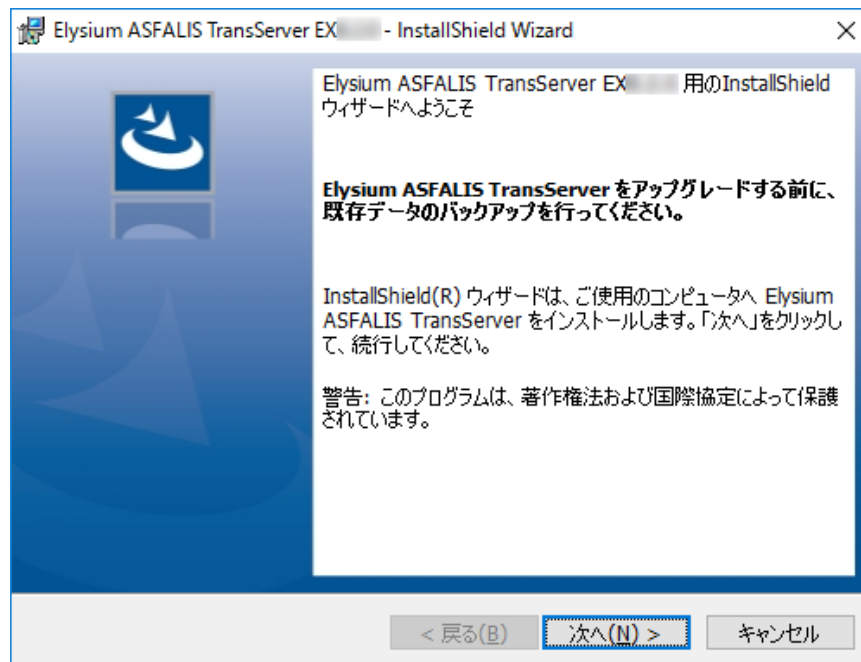 Elysium ASFALIS TransServer EX - InstallShield Wizard
Elysium ASFALIS TransServer EX 用のInstallShield
ウィザードへようこそ
Elysium ASFALIS TransServer をアップグレードする前に、
既存データのバックアップを行ってください。
InstallShield(R) ウィザードは、ご使用のコンピュータへ Elysium
ASFALIS TransServer をインストールします。「次へ」をクリックし
て、続行してください。
警告: このプログラムは、著作権法および国際協定によって保護
されています。
< 戻る(B)
次へ(N) >
キャンセル